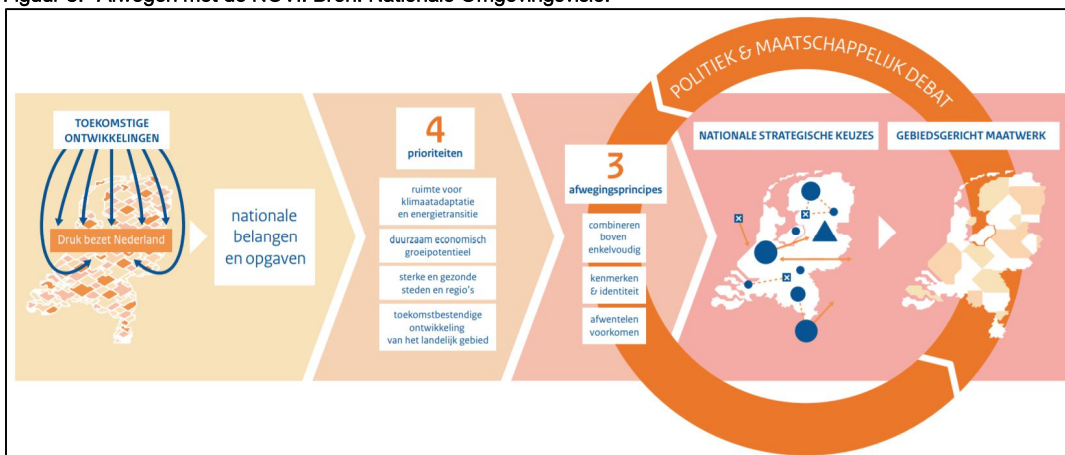 Figuur Afwegen met de NOVI. Bron: Nationale Omgevingsvisie.
POLITIEK & MAATSCHAPPELIJK DEBAT
TOEKOMSTIGE
ONTWIKKELINGEN
Druk bezet Nederland
nationale
belangen
en opgaven
4
prioriteiten
ruimte voor
klimaatadaptatie
en energietransitie
duurzaam economisch
groeipotentieel
sterke en gezonde
steden en regio's
toekomstbestendige
ontwikkeling
van het landelijk gebied
3
afwegingsprincipes
combineren
boven
enkelvoudig
kenmerken
& identiteit
afwentelen
voorkomen
NATIONALE STRATEGISCHE KEUZES
GEBIEDSGERICHT MAATWERK